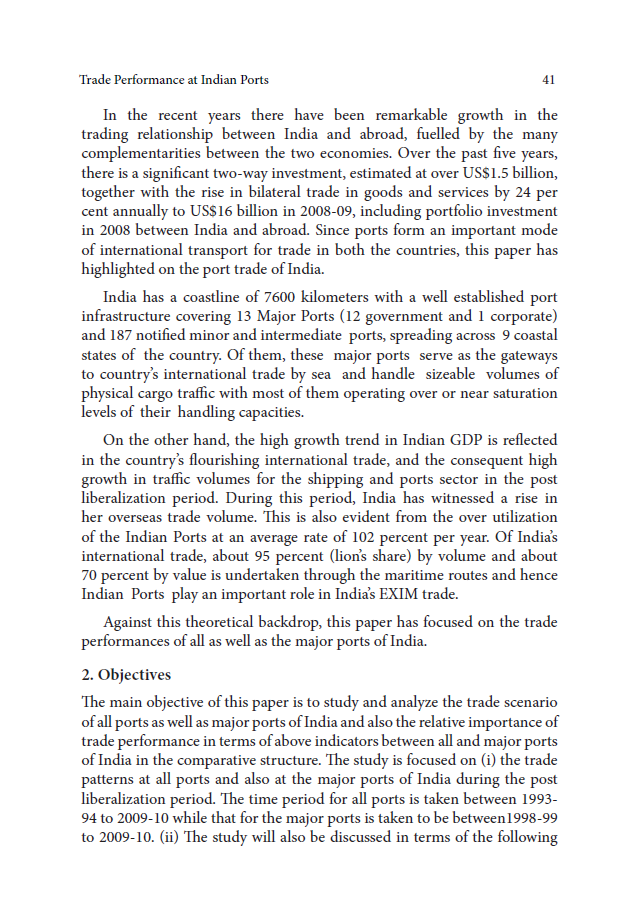 Trade Performance at Indian Ports 41
In the recent years there have been remarkable growth in the
trading relationship between India and abroad, fuelled by the many
complementarities between the two economies. Over the past five years,
there is a significant two-way investment, estimated at over US$1.5 billion,
together with the rise in bilateral trade in goods and services by 24 per
cent annually to US$16 billion in 2008-09, including portfolio investment
in 2008 between India and abroad. Since ports form an important mode
of international transport for trade in both the countries, this paper has
highlighted on the port trade of India.
India has a coastline of 7600 kilometers with a well established port
infrastructure covering 13 Major Ports (12 government and 1 corporate)
and 187 notified minor and intermediate ports, spreading across 9 coastal
states of the country. Of them, these major ports serve as the gateways
to country's international trade by sea and handle sizeable volumes of
physical cargo traffic with most of them operating over or near saturation
levels of their handling capacities.
On the other hand, the high growth trend in Indian GDP is reflected
in the country's flourishing international trade, and the consequent high
growth in traffic volumes for the shipping and ports sector in the post
liberalization period. During this period, India has witnessed a rise in
her overseas trade volume. This is also evident from the over utilization
of the Indian Ports at an average rate of 102 percent per year. Of India's
international trade, about 95 percent (lion's share) by volume and about
70 percent by value is undertaken through the maritime routes and hence
Indian Ports play an important role in India's EXIM trade.
Against this theoretical backdrop, this paper has focused on the trade
performances of all as well as the major ports of India.
2. Objectives
The main objective of this paper is to study and analyze the trade scenario
of all ports as well as major ports of India and also the relative importance of
trade performance in terms of above indicators between all and major ports
of India in the comparative structure. The study is focused on (i) the trade
patterns at all ports and also at the major ports of India during the post
liberalization period. The time period for all ports is taken between 1993-
94 to 2009-10 while that for the major ports is taken to be between1998-99
to 2009-10. (ii) The study will also be discussed in terms of the following